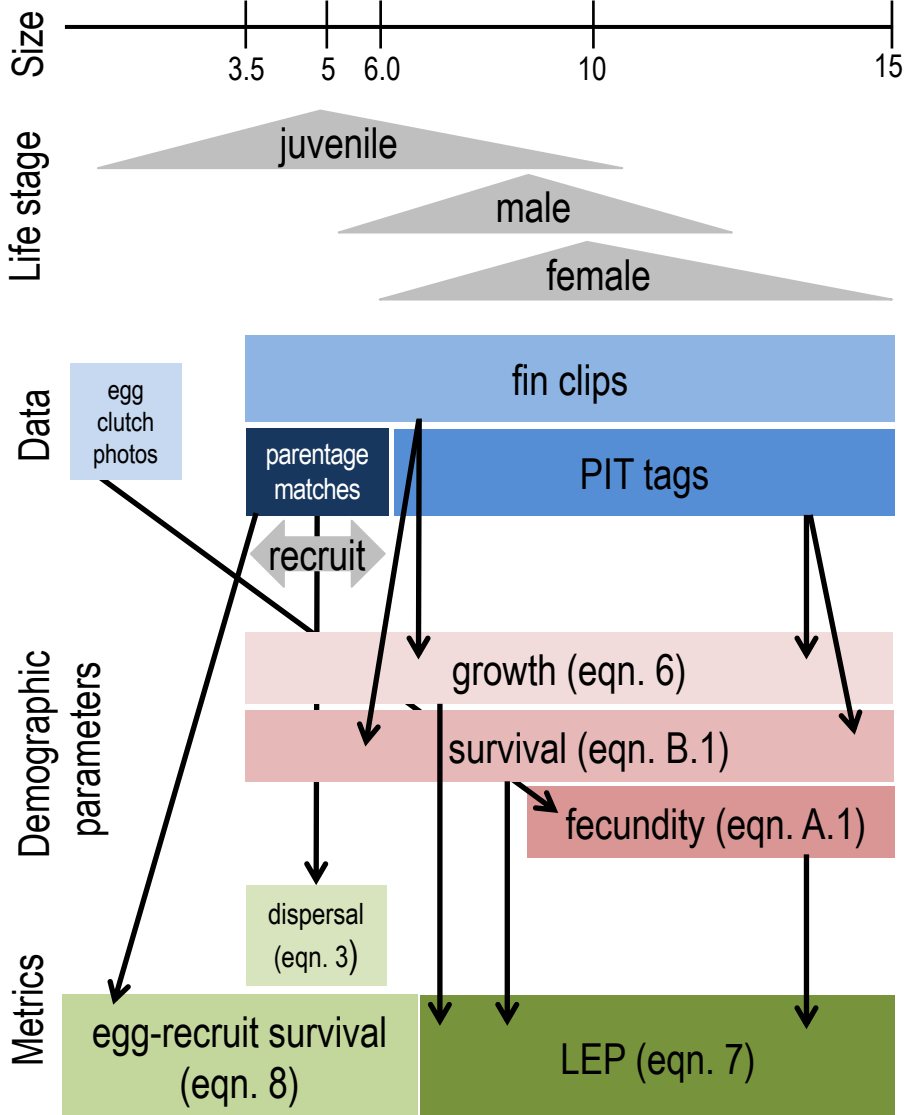 Size
3.5
5
6.0
10
15
Life stage
juvenile
male
female
Data
egg
clutch
photos
fin clips
parentage
matches
PIT tags
recruit
Demographic
parameters
growth (eqn. 6)
survival (eqn. B.1)
fecundity (eqn. A.1)
Metrics
dispersal
(eqn. 3)
egg-recruit survival
(eqn. 8)
LEP (eqn. 7)